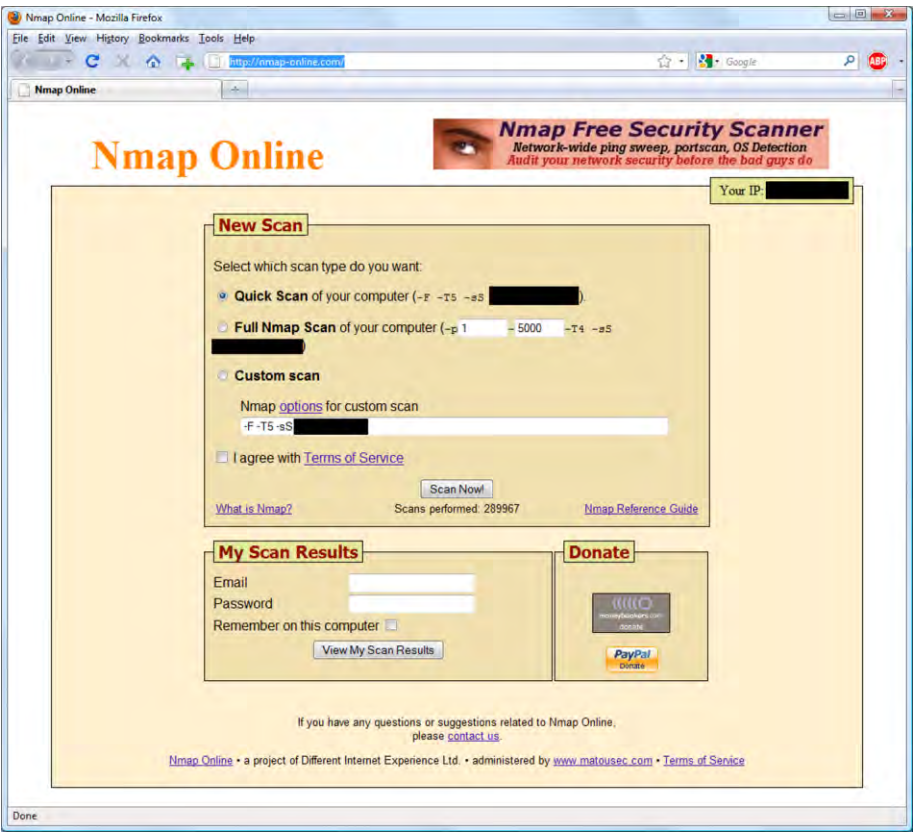 Nmap Online - Mozilla Firefox
File Edit View History Bookmarks Tools Help
http://nmap-online.com/
Google
ABP
Nmap Online
Nmap Online
Nmap Free Security Scanner
Network-wide ping sweep, portscan, OS Detection
Audit your network security before the bad guys do
Your IP:
New Scan
Select which scan type do you want:
Quick Scan of your computer (-F -T5 -sS ).
Full Nmap Scan of your computer (-p 1 - 5000 -T4 -sS
)
Custom scan
Nmap options for custom scan
-F -T5 -sS
I agree with Terms of Service
Scan Now!
What is Nmap? Scans performed: 289967 Nmap Reference Guide
My Scan Results
Email
Password
Remember on this computer
View My Scan Results
Donate
moneybookers.com
donate
PayPal
Donate
If you have any questions or suggestions related to Nmap Online,
please contact us.
Nmap Online • a project of Different Internet Experience Ltd. • administered by www.matousec.com • Terms of Service
Done